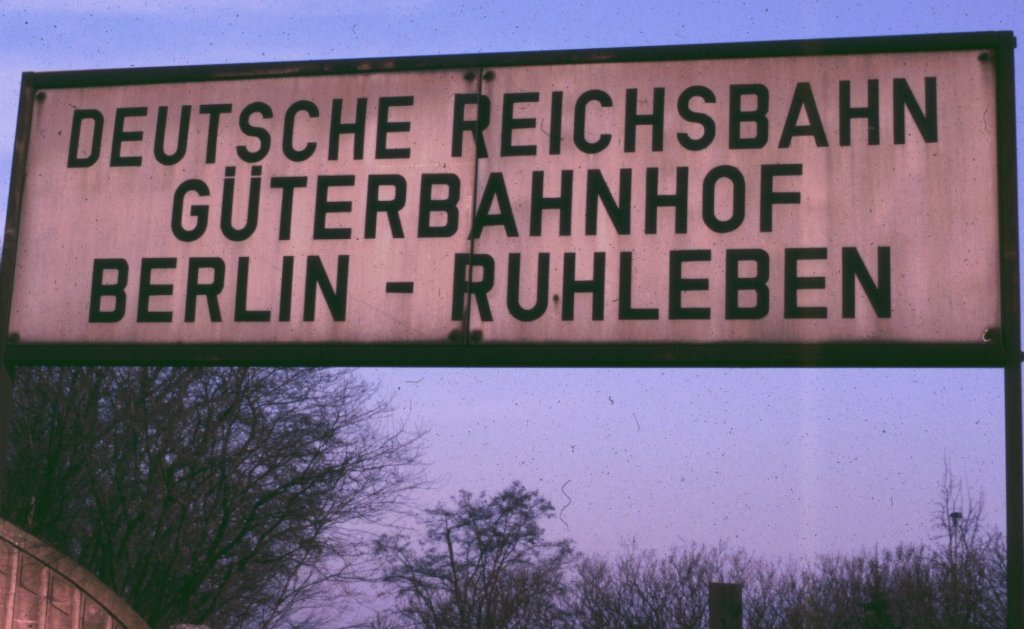 DEUTSCHE REICHSBAHN
GÜTERBAHNHOF
BERLIN - RUHLEBEN